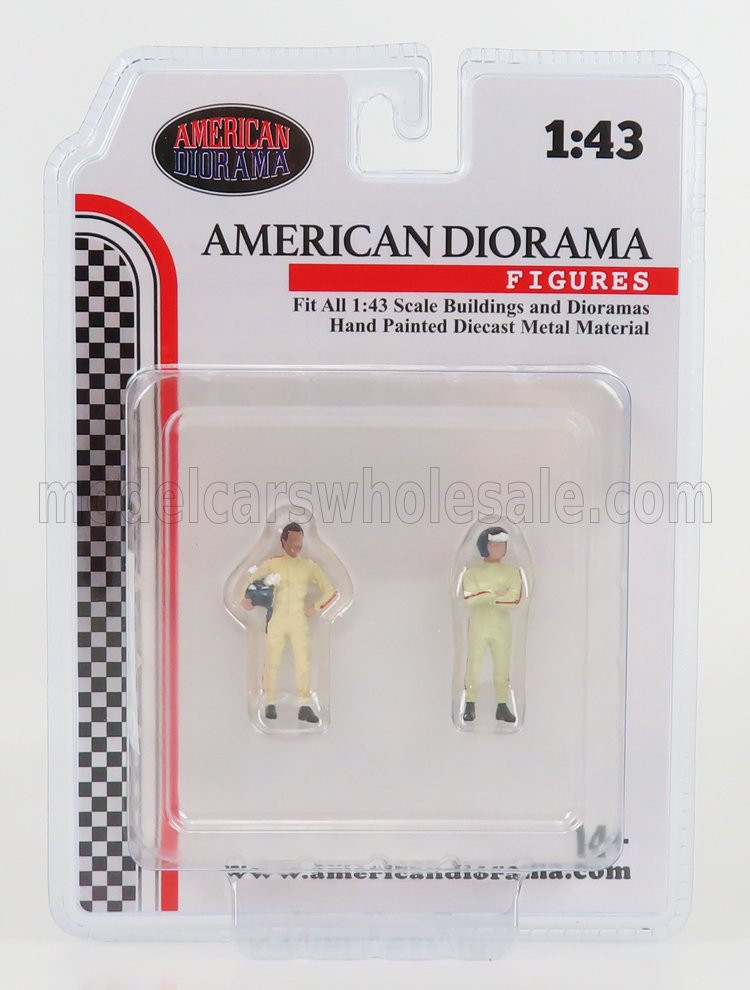 AMERICAN
DIORAMA
1:43
AMERICAN DIORAMA
FIGURES
Fit All 1:43 Scale Buildings and Dioramas
Hand Painted Diecast Metal Material
modelcarswholesale.com
14+
www.americandiorama.com